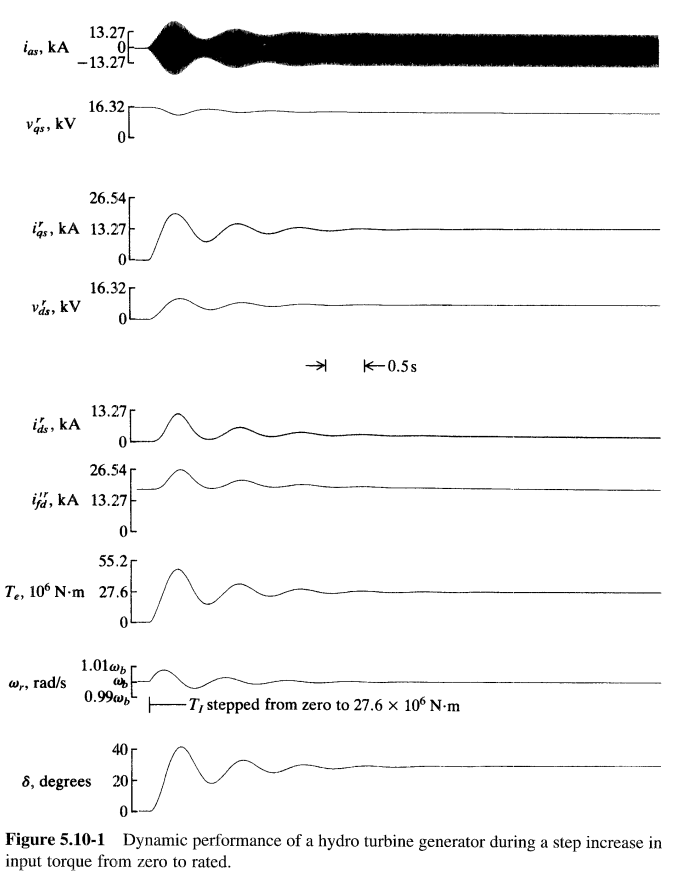 13.27
i_as, kA 0
−13.27
16.32
v^r_qs, kV
0
26.54
i^r_qs, kA 13.27
0
16.32
v^r_ds, kV
0
0.5 s
13.27
i^r_ds, kA
0
26.54
i'^r_fd, kA 13.27
0
55.2
T_e, 10^6 N·m 27.6
0
1.01ω_b
ω_r, rad/s ω_b
0.99ω_b
T_I stepped from zero to 27.6 × 10^6 N·m
40
δ, degrees 20
0
Figure 5.10-1 Dynamic performance of a hydro turbine generator during a step increase in
input torque from zero to rated.